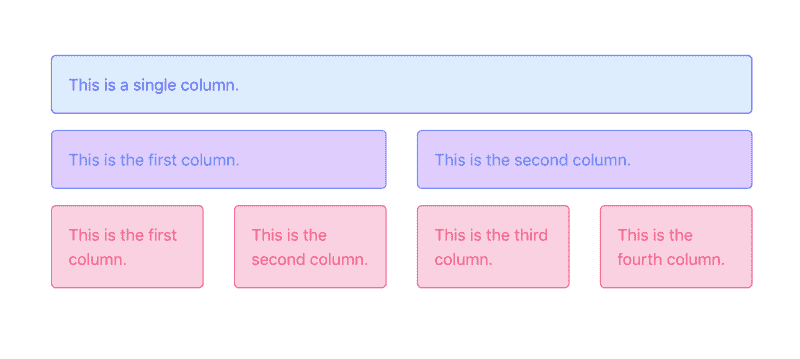 This is a single column.
This is the first column.
This is the second column.
This is the first
column.
This is the
second column.
This is the third
column.
This is the
fourth column.